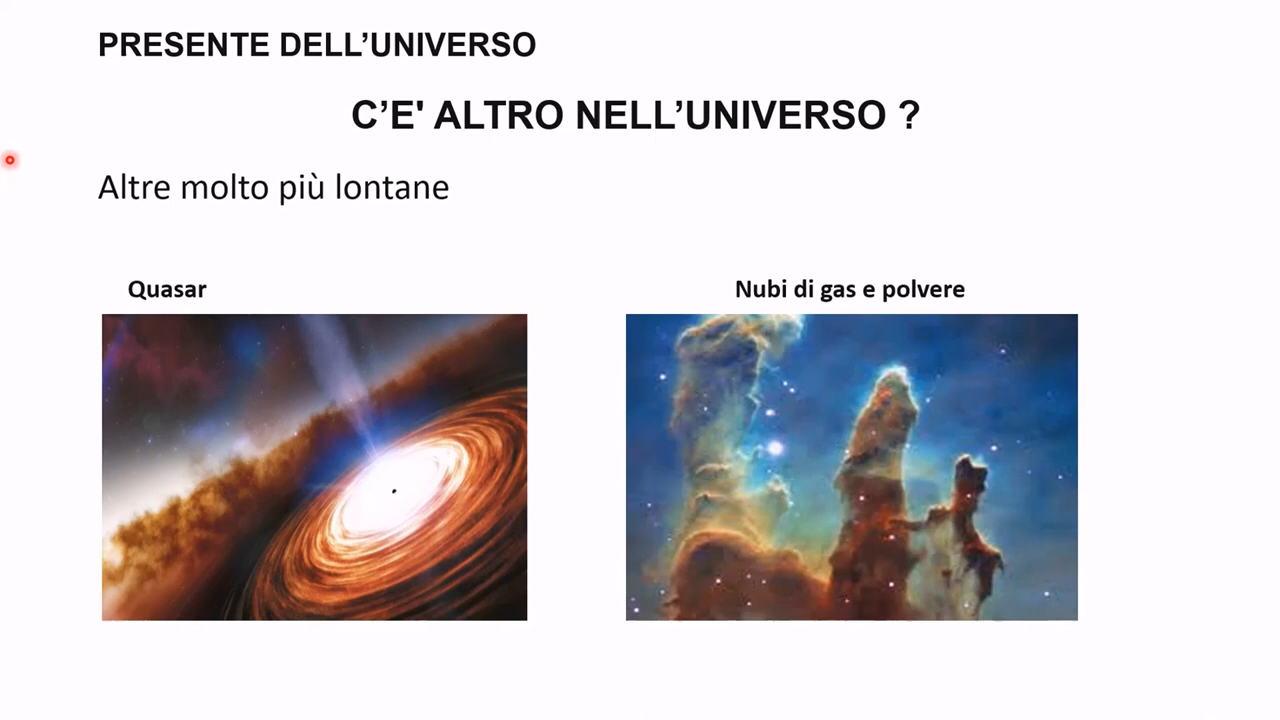 PRESENTE DELL’UNIVERSO
C’E' ALTRO NELL’UNIVERSO ?
Altre molto più lontane
Quasar
Nubi di gas e polvere